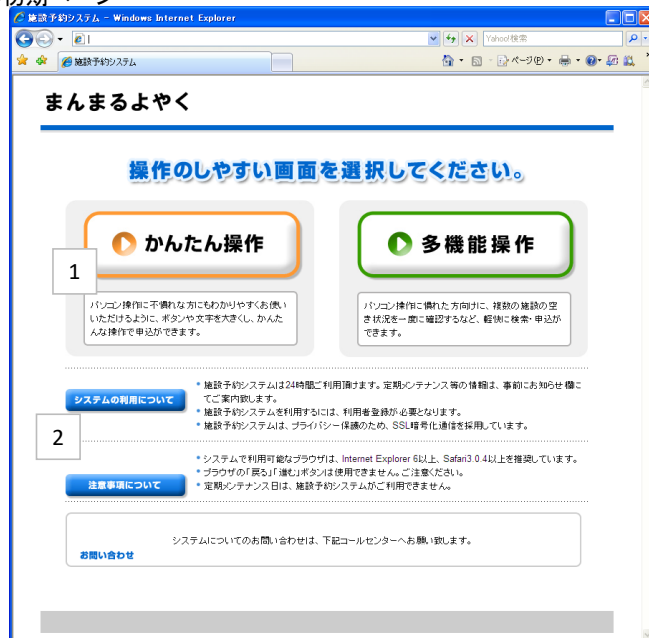 初期ページ
施設予約システム - Windows Internet Explorer
Yahoo!検索
施設予約システム
ページ(P)
まんまるよやく
操作のしやすい画面を選択してください。
かんたん操作
多機能操作
1
パソコン操作に不慣れな方にもわかりやすくお使い
いただけるように、ボタンや文字を大きくし、かんた
んな操作で申込ができます。
パソコン操作に慣れた方向けに、複数の施設の空
き状況を一度に確認するなど、軽快に検索・申込が
できます。
システムの利用について
* 施設予約システムは24時間ご利用頂けます。定期メンテナンス等の情報は、事前にお知らせ欄に
てご案内致します。
* 施設予約システムを利用するには、利用者登録が必要となります。
* 施設予約システムは、プライバシー保護のため、SSL暗号化通信を採用しています。
2
注意事項について
* システムで利用可能なブラウザは、Internet Explorer 6以上、Safari3.0.4以上を推奨しています。
* ブラウザの「戻る」「進む」ボタンは使用できません。ご注意ください。
* 定期メンテナンス日は、施設予約システムがご利用できません。
システムについてのお問い合わせは、下記コールセンターへお願い致します。
お問い合わせ